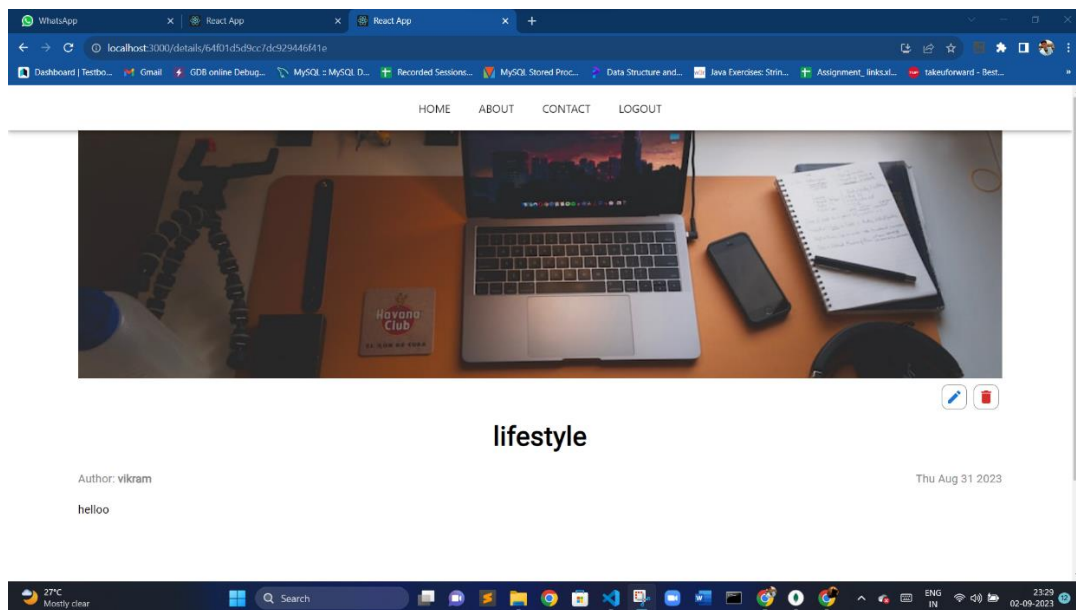 WhatsApp
React App
React App
localhost:3000/details/64f01d5d9cc7dc929446f41e
Dashboard | Testbo...
Gmail
GDB online Debug...
MySQL :: MySQL D...
Recorded Sessions...
MySQL Stored Proc...
Data Structure and...
Java Exercises: Strin...
Assignment_links.xl...
takeuforward - Best...
HOME ABOUT CONTACT LOGOUT
Havana
Club
lifestyle
Author: vikram
Thu Aug 31 2023
helloo
27°C
Mostly clear
Search
ENG
IN
23:29
02-09-2023